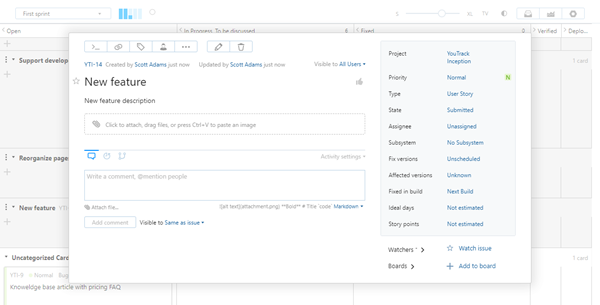 First sprint
S
XL
79
Open
In Progress, To be discussed
Fixed
Verified
Deplo...
Support develop
1 card
YTI-14 Created by Scott Adams just now Updated by Scott Adams just now
Visible to All Users
New feature
New feature description
Click to attach, drag files, or press Ctrl+V to paste an image
Activity settings
Write a comment, @mention people
Attach file...
![alt text](attachment.png) **Bold** # Title `code` Markdown
Add comment
Visible to Same as issue
Project
YouTrack Inception
Priority
Normal
N
Type
User Story
State
Submitted
Assignee
Unassigned
Subsystem
No Subsystem
Fix versions
Unscheduled
Affected versions
Unknown
Fixed in build
Next Build
Ideal days
Not estimated
Story points
Not estimated
Watchers
Watch issue
Boards
Add to board
Reorganize page
New feature YTI
1 card
Uncategorized Card
YTI-9 Normal Bug
Knowledge base article with pricing FAQ